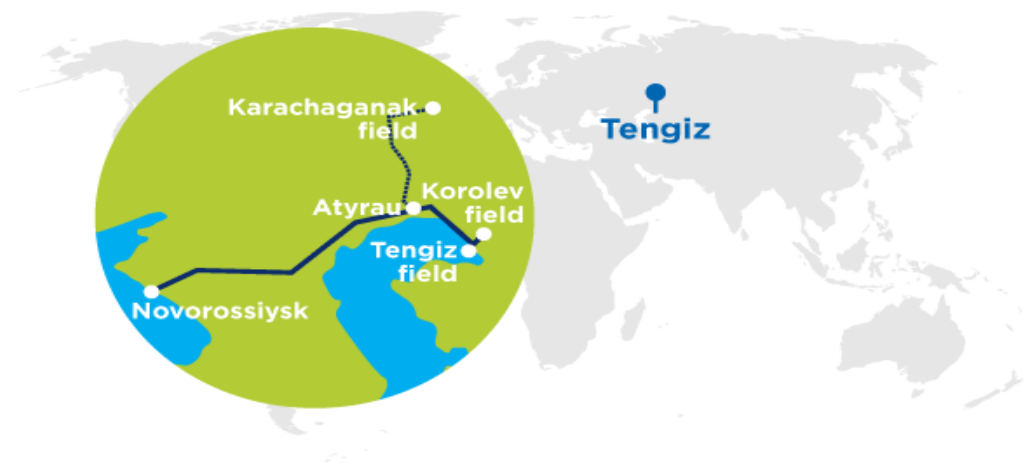 Karachaganak
field
Tengiz
Korolev
field
Atyrau
Tengiz
field
Novorossiysk